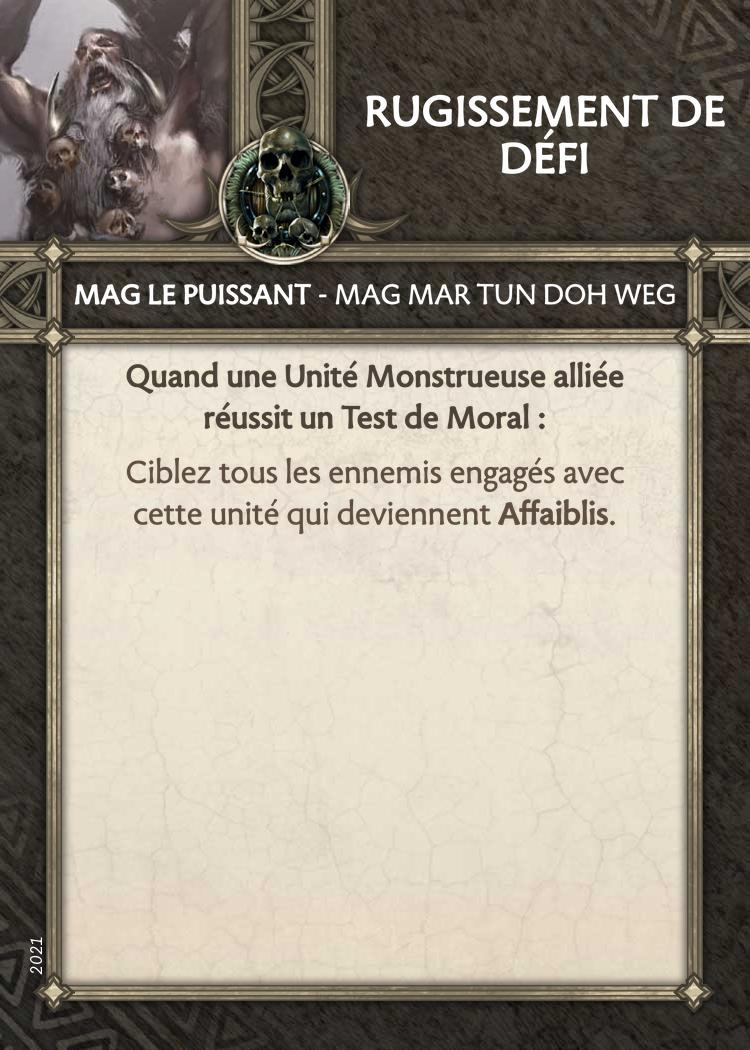 RUGISSEMENT DE
DÉFI
MAG LE PUISSANT - MAG MAR TUN DOH WEG
Quand une Unité Monstrueuse alliée
réussit un Test de Moral :
Ciblez tous les ennemis engagés avec
cette unité qui deviennent Affaiblis.
2021